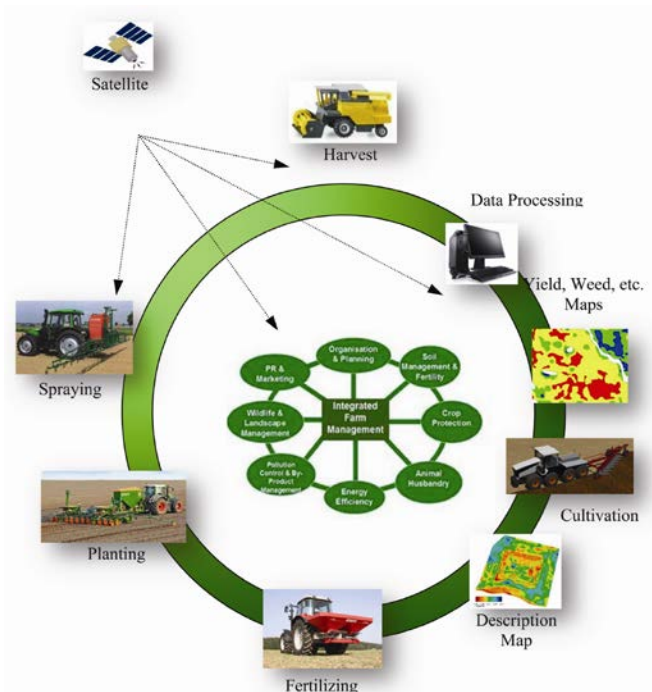 Satellite
Harvest
Data Processing
Yield, Weed, etc.
Maps
Spraying
Organisation
& Planning
PR &
Marketing
Soil
Management
& Fertility
Wildlife &
Landscape
Management
Integrated
Farm
Management
Crop
Protection
Pollution
Control & By-
Product Management
Energy
Efficiency
Animal
Husbandry
Cultivation
Planting
Description
Map
Fertilizing